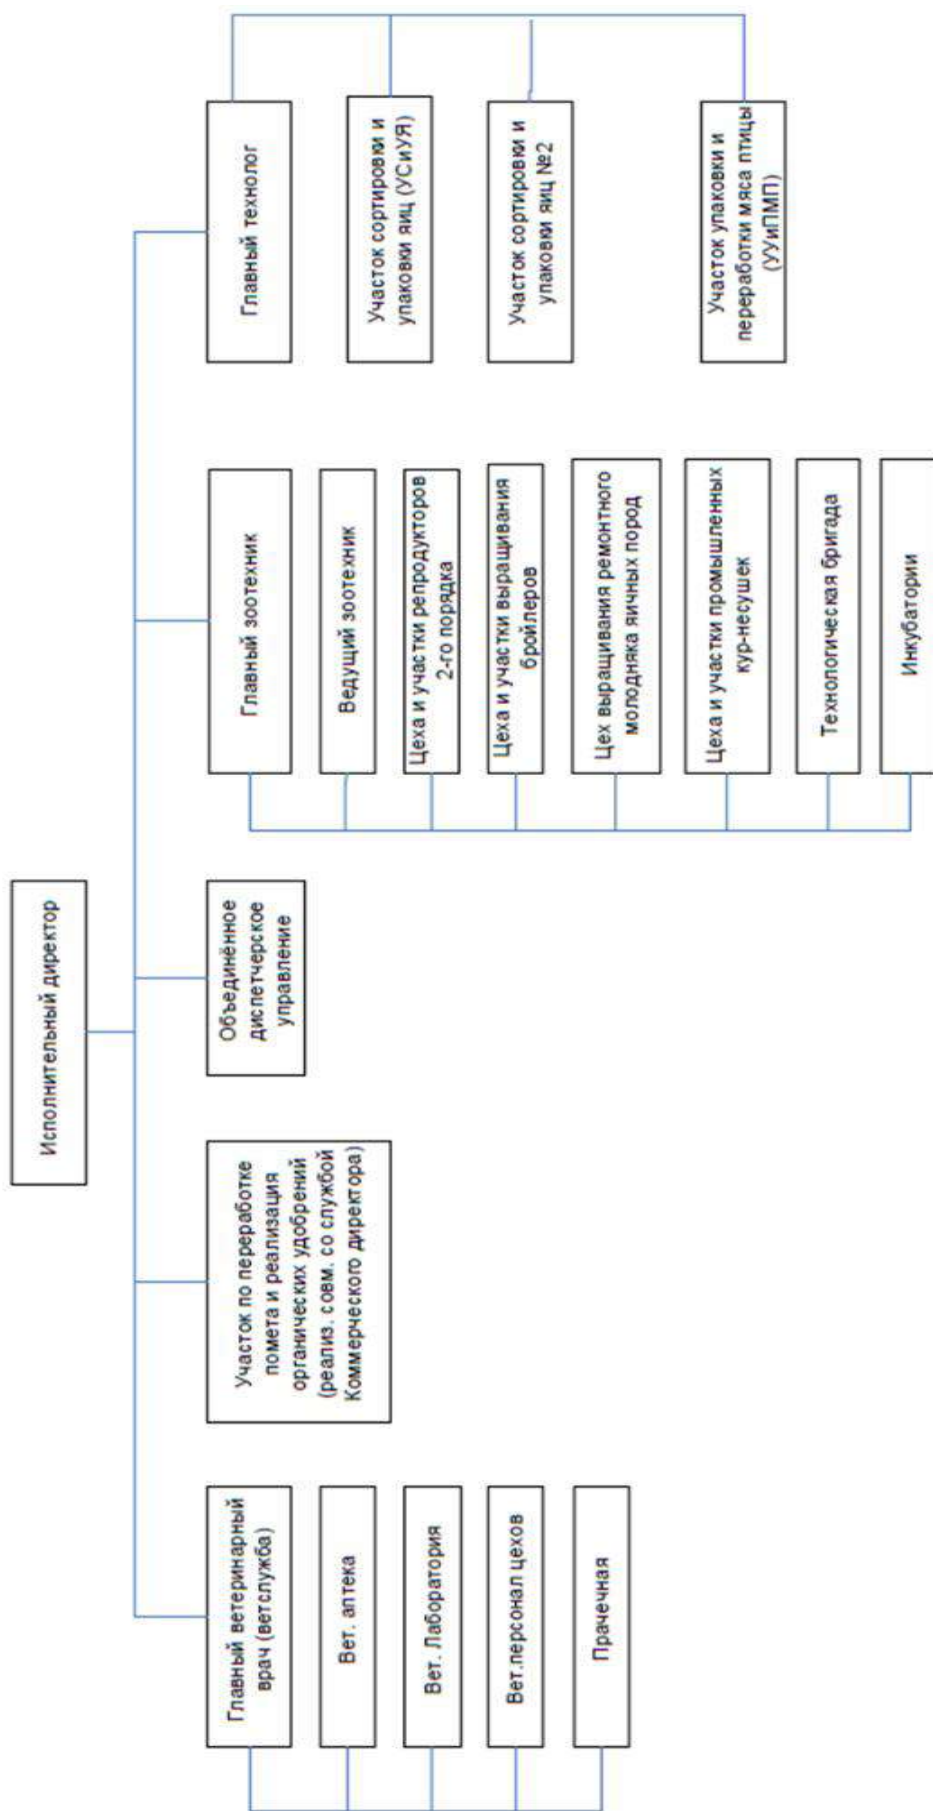 Исполнительный директор
Главный ветеринарный
врач (ветслужба)
Вет. аптека
Вет. Лаборатория
Вет.персонал цехов
Прачечная
Участок по переработке
помета и реализация
органических удобрений
(реализ. совм. со службой
Коммерческого директора)
Объединённое
диспетчерское
управление
Главный зоотехник
Ведущий зоотехник
Цеха и участки репродукторов
2-го порядка
Цеха и участки выращивания
бройлеров
Цех выращивания ремонтного
молодняка яичных пород
Цеха и участки промышленных
кур-несушек
Технологическая бригада
Инкубатории
Главный технолог
Участок сортировки и
упаковки яиц (УСиУЯ)
Участок сортировки и
упаковки яиц №2
Участок упаковки и
переработки мяса птицы
(УУиПМП)